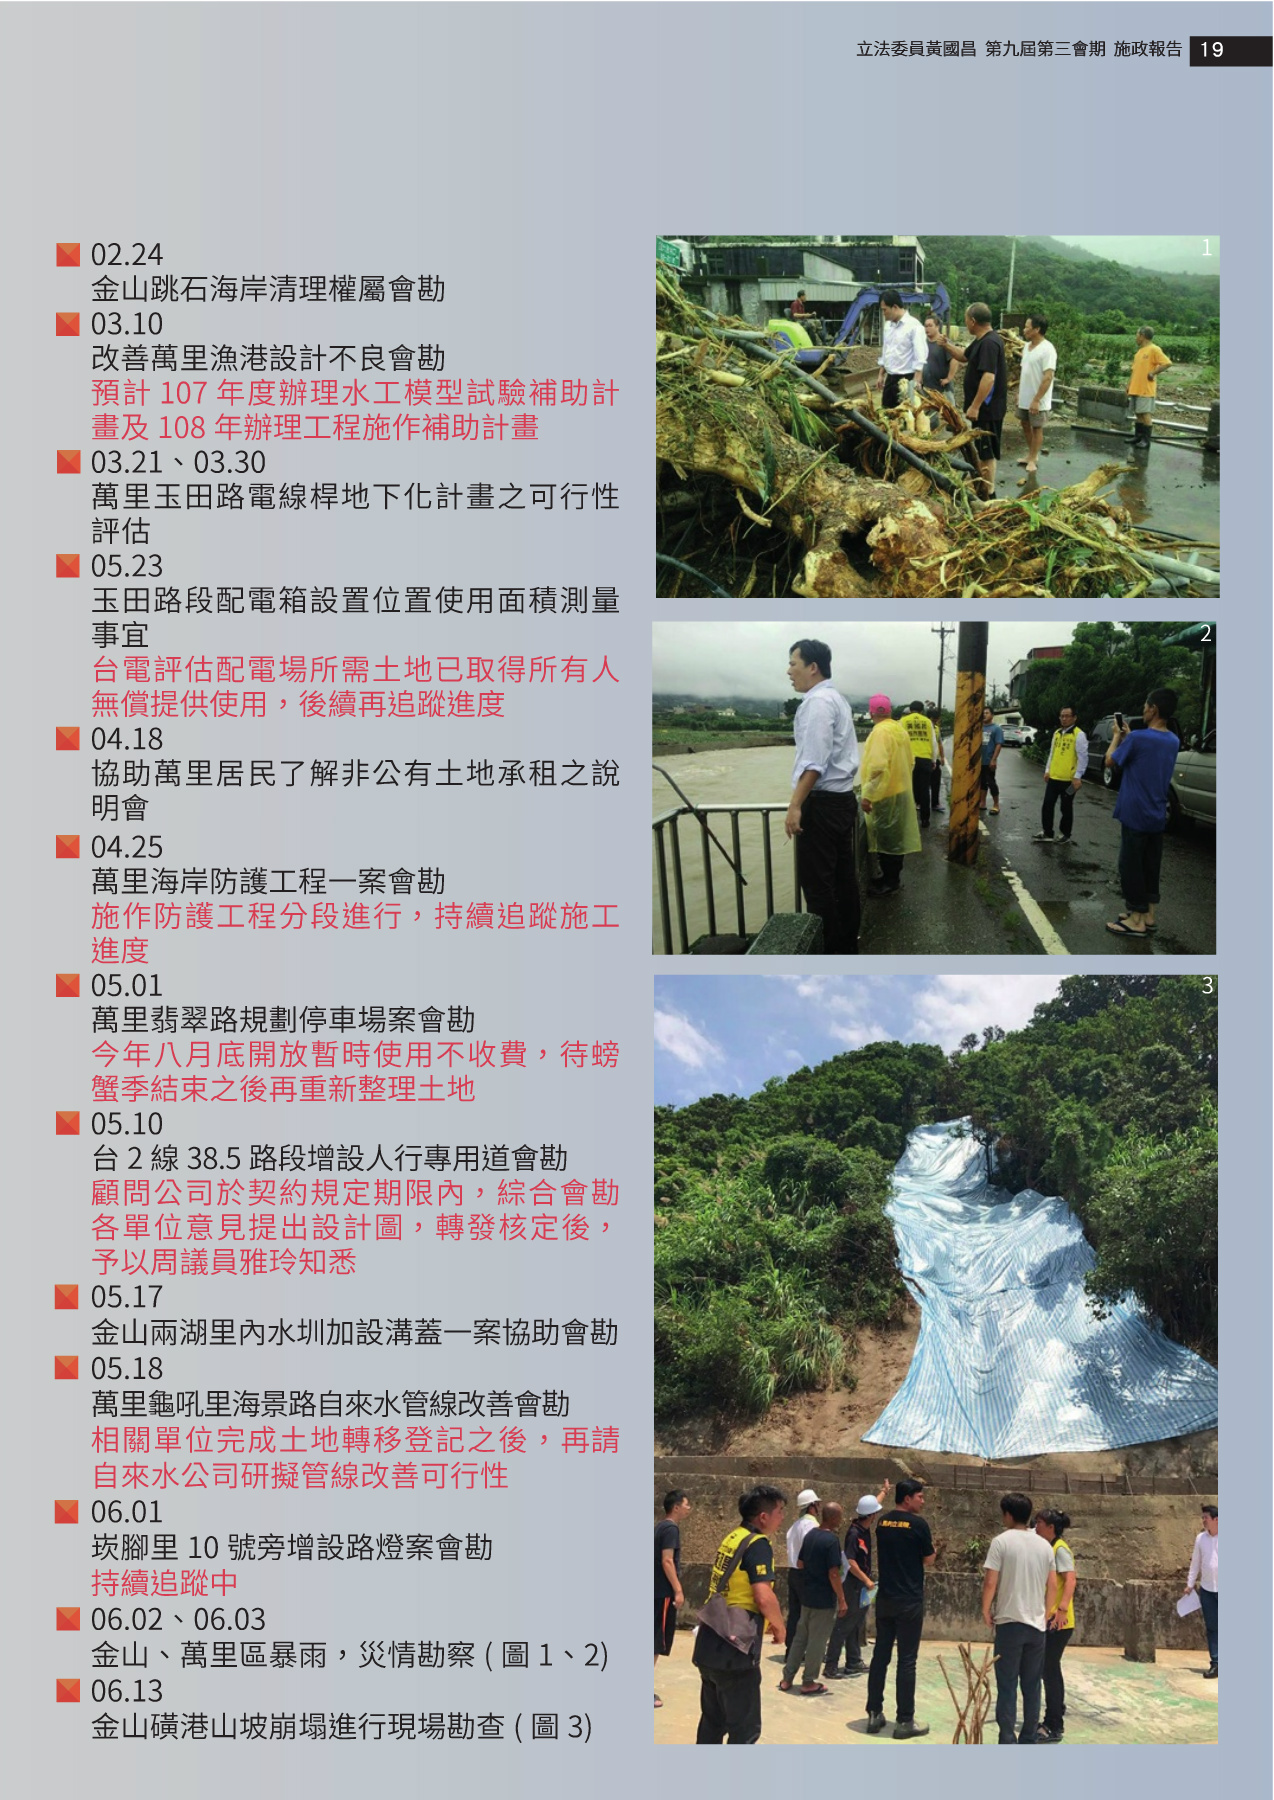 立法委員黃國昌 第九屆第三會期 施政報告 19
02.24
金山跳石海岸清理權屬會勘
03.10
改善萬里漁港設計不良會勘
預計 107 年度辦理水工模型試驗補助計
畫及 108 年辦理工程施作補助計畫
03.21、03.30
萬里玉田路電線桿地下化計畫之可行性
評估
05.23
玉田路段配電箱設置位置使用面積測量
事宜
台電評估配電場所需土地已取得所有人
無償提供使用，後續再追蹤進度
04.18
協助萬里居民了解非公有土地承租之說
明會
04.25
萬里海岸防護工程一案會勘
施作防護工程分段進行，持續追蹤施工
進度
05.01
萬里翡翠路規劃停車場案會勘
今年八月底開放暫時使用不收費，待螃
蟹季結束之後再重新整理土地
05.10
台 2 線 38.5 路段增設人行專用道會勘
顧問公司於契約規定期限內，綜合會勘
各單位意見提出設計圖，轉發核定後，
予以周議員雅玲知悉
05.17
金山兩湖里內水圳加設溝蓋一案協助會勘
05.18
萬里龜吼里海景路自來水管線改善會勘
相關單位完成土地轉移登記之後，再請
自來水公司研擬管線改善可行性
06.01
崁腳里 10 號旁增設路燈案會勘
持續追蹤中
06.02、06.03
金山、萬里區暴雨，災情勘察 ( 圖 1、2)
06.13
金山磺港山坡崩塌進行現場勘查 ( 圖 3)
1
2
3